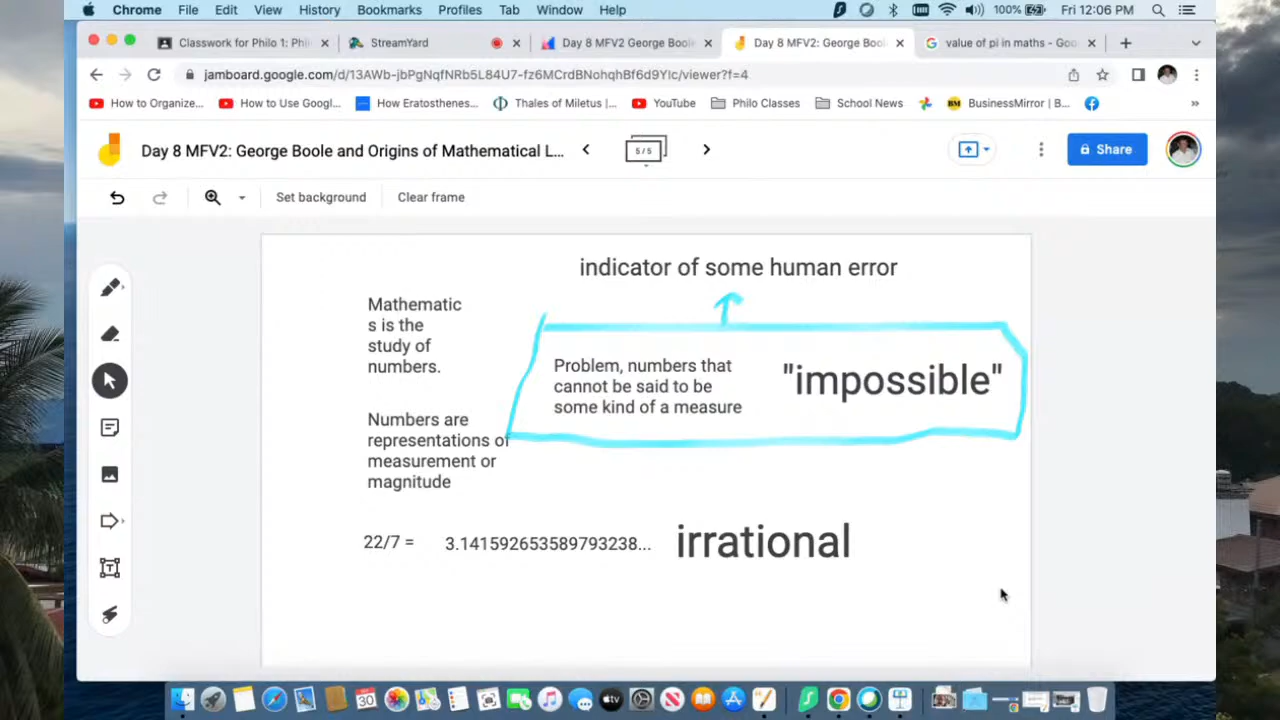 Chrome File Edit View History Bookmarks Profiles Tab Window Help 100% Fri 12:06 PM
Classwork for Philo 1: Phi
StreamYard
Day 8 MFV2 George Boole
Day 8 MFV2: George Boo
value of pi in maths - Goo
jamboard.google.com/d/13AWb-jbPgNqfNRb5L84U7-fz6MCrdBNohqhBf6d9YIc/viewer?f=4
How to Organize...
How to Use Googl...
How Eratosthenes...
Thales of Miletus |...
YouTube
Philo Classes
School News
BM BusinessMirror | B...
»
Day 8 MFV2: George Boole and Origins of Mathematical L...
5/5
Share
Set background
Clear frame
indicator of some human error
Mathematic
s is the
study of
numbers.
Problem, numbers that
cannot be said to be
some kind of a measure
"impossible"
Numbers are
representations of
measurement or
magnitude
22/7 = 3.141592653589793238... irrational
30
tv